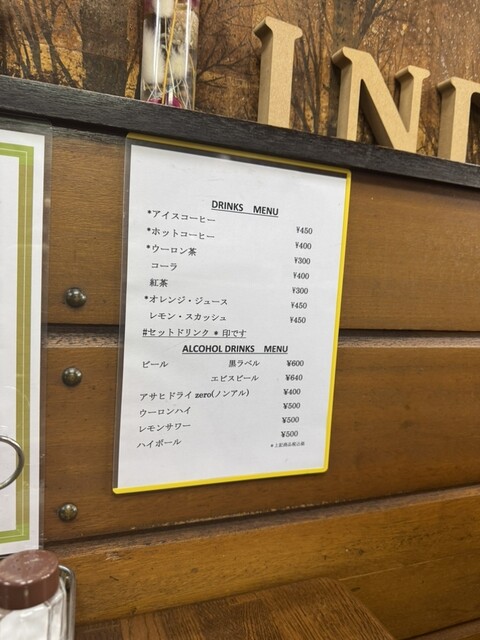 IN
DRINKS MENU
*アイスコーヒー ¥450
*ホットコーヒー ¥400
*ウーロン茶 ¥300
コーラ ¥400
紅茶 ¥300
*オレンジ・ジュース ¥450
レモン・スカッシュ ¥450
#セットドリンク * 印です
ALCOHOL DRINKS MENU
ビール 黒ラベル ¥600
ヱビスビール ¥640
アサヒドライ zero(ノンアル) ¥400
ウーロンハイ ¥500
レモンサワー ¥500
ハイボール ¥500